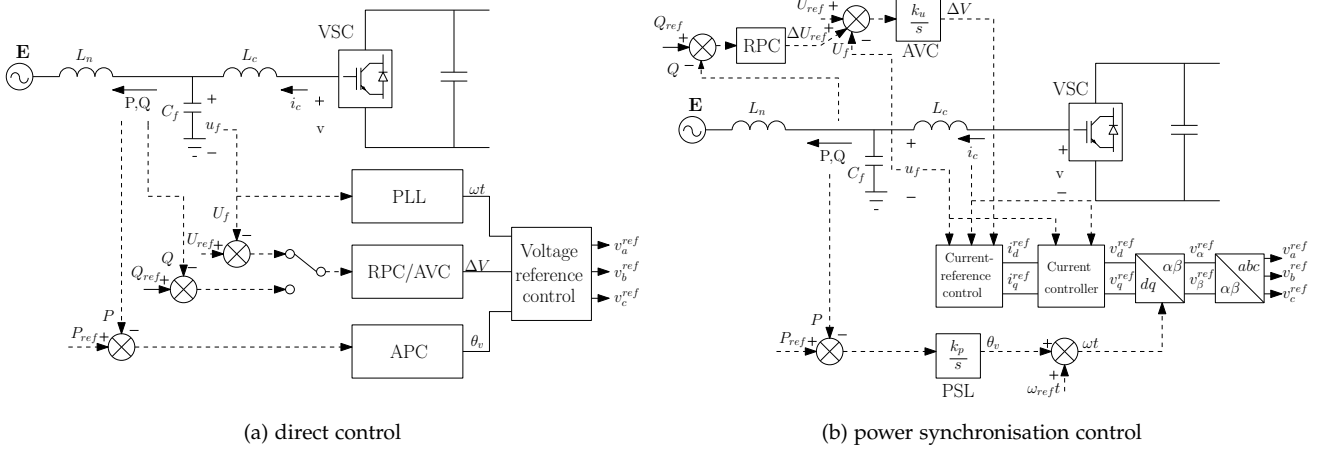 E
L_n
L_c
VSC
P,Q
C_f
+
u_f
−
i_c
+
v
U_f
PLL
ωt
U_ref +
−
Q
−
Q_ref +
RPC/AVC
ΔV
Voltage
reference
control
v_a^ref
v_b^ref
v_c^ref
P
−
P_ref +
APC
θ_v
(a) direct control
Q_ref
+
Q −
RPC
ΔU_ref
U_ref +
+
U_f −
k_u
s
ΔV
AVC
E
L_n
L_c
VSC
P,Q
C_f
+
u_f
−
i_c
+
v
−
Current-
reference
control
i_d^ref
i_q^ref
Current
controller
v_d^ref
v_q^ref
αβ
dq
v_α^ref
v_β^ref
abc
αβ
v_a^ref
v_b^ref
v_c^ref
P
−
P_ref +
k_p
s
PSL
θ_v
+
ωt
+
ω_ref t
(b) power synchronisation control